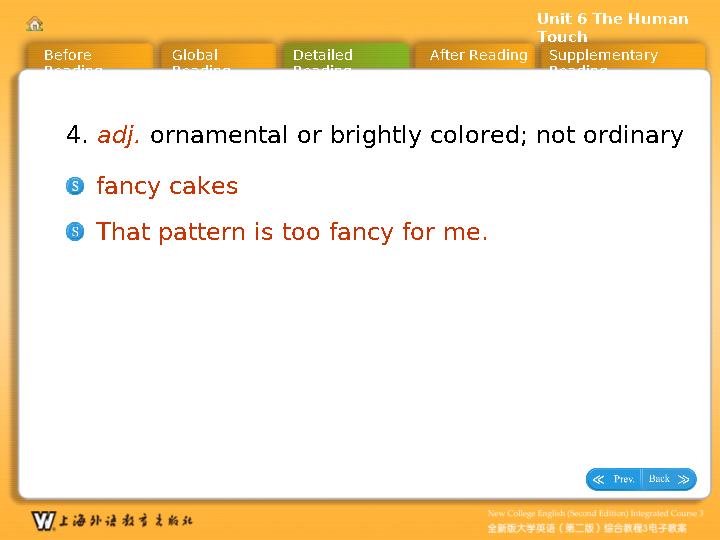 Unit 6 The Human
Touch
Before
Reading
Global
Reading
Detailed
Reading
After Reading
Supplementary
Reading
4. adj. ornamental or brightly colored; not ordinary
S fancy cakes
S That pattern is too fancy for me.
Prev. Back
W 上海外语教育出版社
New College English (Second Edition) Integrated Course 3
全新版大学英语（第二版）综合教程3电子教案